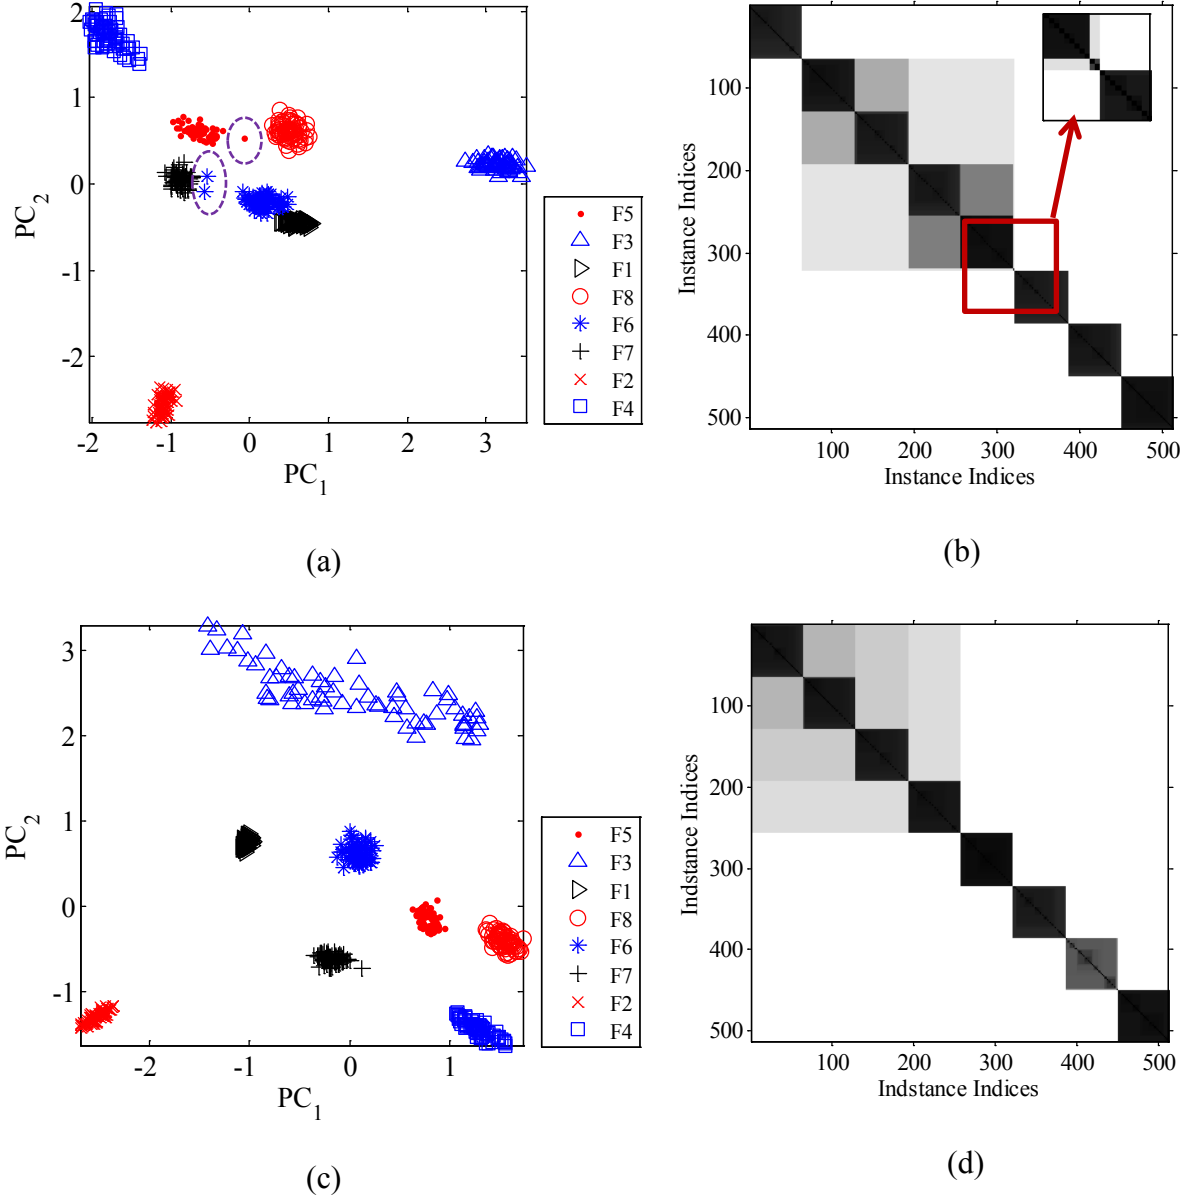 2
1
0
-1
-2
PC2
-2
-1
0
1
2
3
PC1
F5
F3
F1
F8
F6
F7
F2
F4
(a)
100
200
300
400
500
Instance Indices
100
200
300
400
500
Instance Indices
(b)
3
2
1
0
-1
PC2
-2
-1
0
1
PC1
F5
F3
F1
F8
F6
F7
F2
F4
(c)
100
200
300
400
500
Indstance Indices
100
200
300
400
500
Indstance Indices
(d)